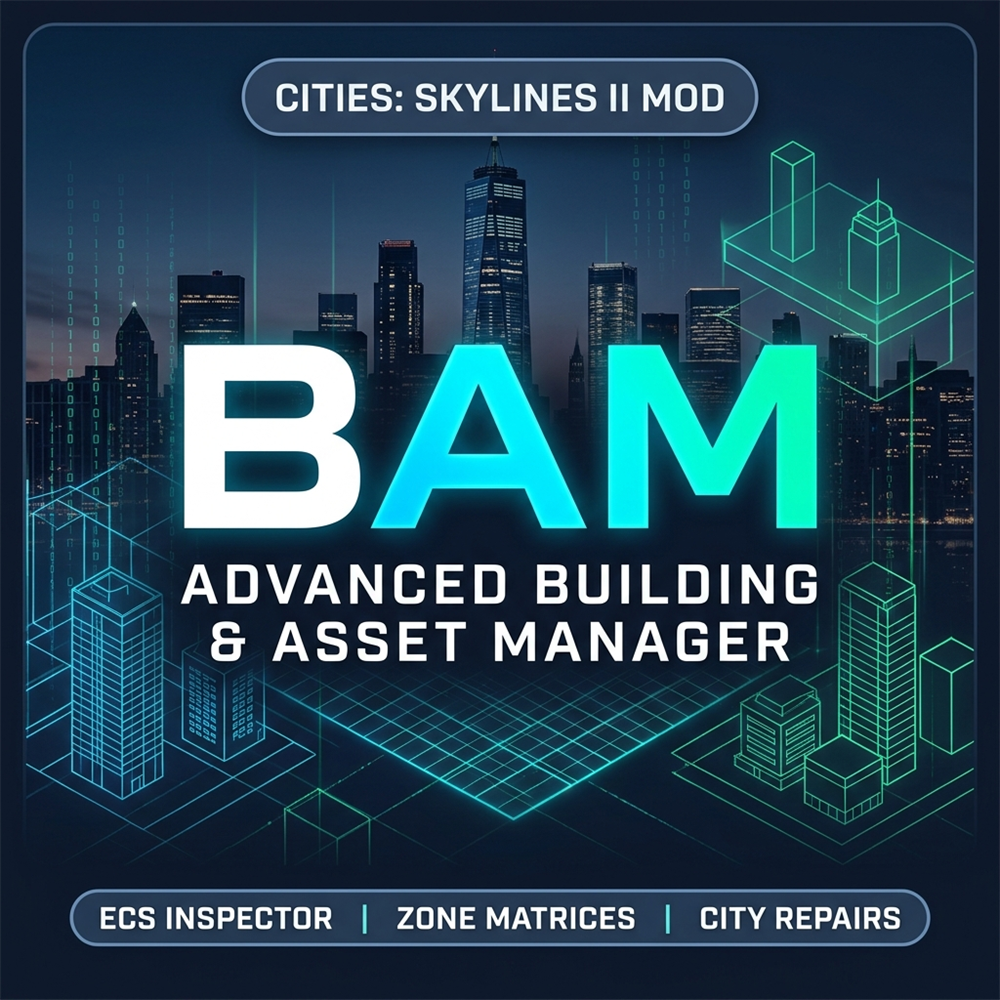 CITIES: SKYLINES II MOD
BAM
ADVANCED BUILDING
& ASSET MANAGER
ECS INSPECTOR | ZONE MATRICES | CITY REPAIRS